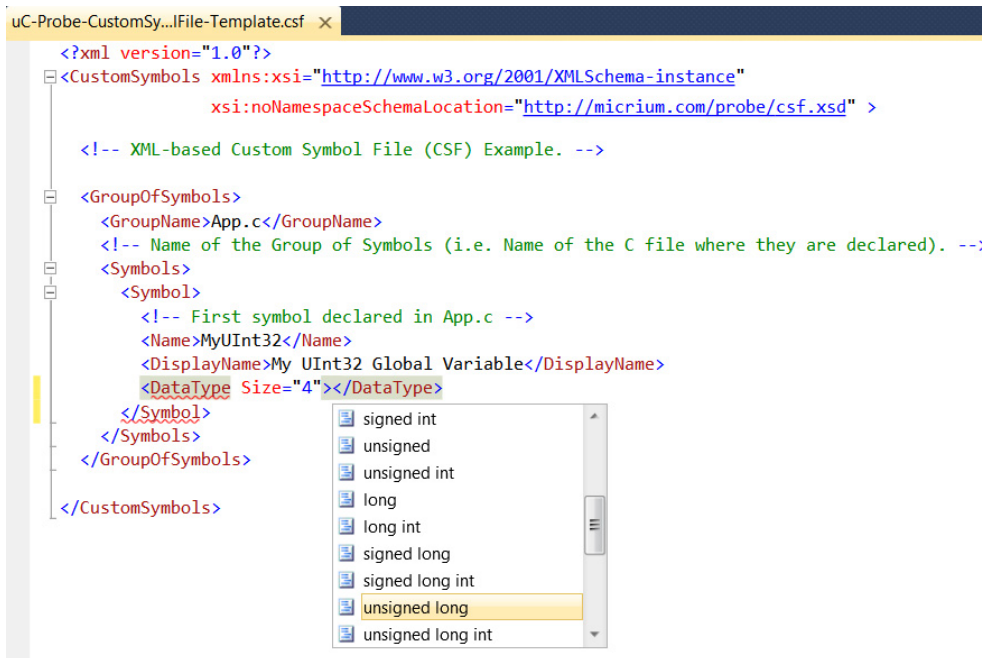 uC-Probe-CustomSy...lFile-Template.csf
<?xml version="1.0"?>
<CustomSymbols xmlns:xsi="http://www.w3.org/2001/XMLSchema-instance"
xsi:noNamespaceSchemaLocation="http://micrium.com/probe/csf.xsd" >
<!-- XML-based Custom Symbol File (CSF) Example. -->
<GroupOfSymbols>
<GroupName>App.c</GroupName>
<!-- Name of the Group of Symbols (i.e. Name of the C file where they are declared). -->
<Symbols>
<Symbol>
<!-- First symbol declared in App.c -->
<Name>MyUInt32</Name>
<DisplayName>My UInt32 Global Variable</DisplayName>
<DataType Size="4"></DataType>
</Symbol>
</Symbols>
</GroupOfSymbols>
</CustomSymbols>
signed int
unsigned
unsigned int
long
long int
signed long
signed long int
unsigned long
unsigned long int